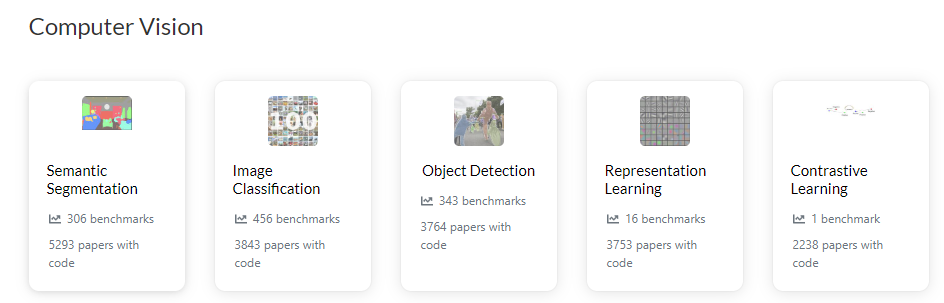 Computer Vision
100
Semantic
Segmentation
306 benchmarks
5293 papers with
code
Image
Classification
456 benchmarks
3843 papers with
code
Object Detection
343 benchmarks
3764 papers with
code
Representation
Learning
16 benchmarks
3753 papers with
code
Contrastive
Learning
1 benchmark
2238 papers with
code